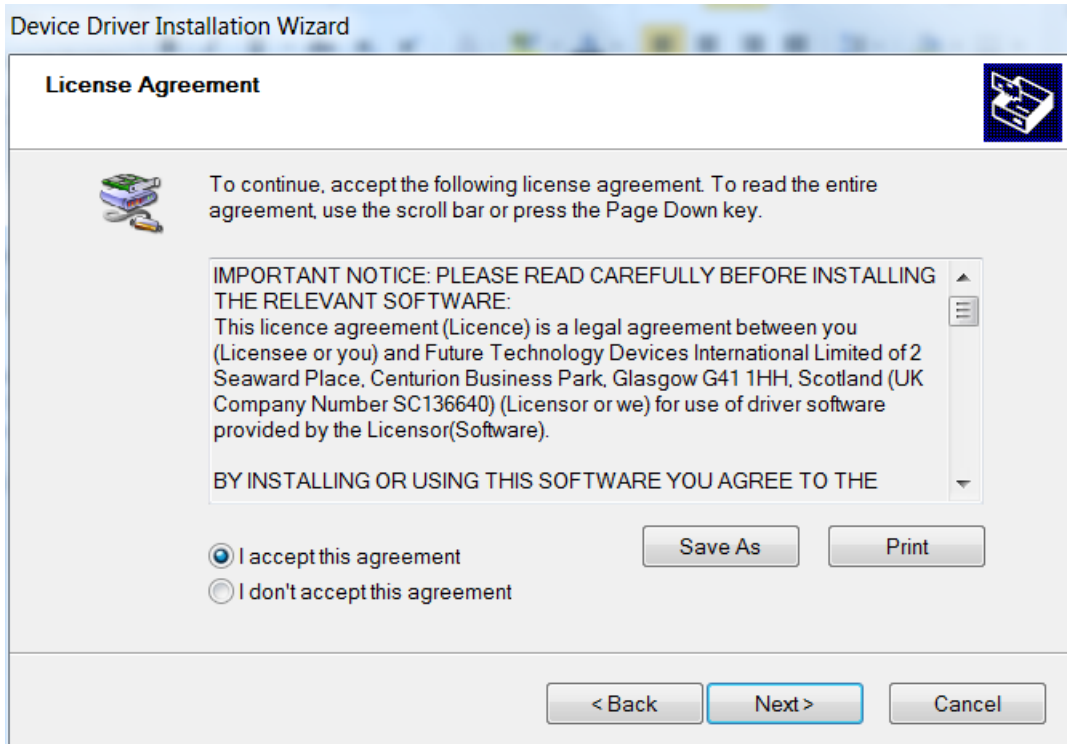 Device Driver Installation Wizard
License Agreement
To continue, accept the following license agreement. To read the entire
agreement, use the scroll bar or press the Page Down key.
IMPORTANT NOTICE: PLEASE READ CAREFULLY BEFORE INSTALLING
THE RELEVANT SOFTWARE:
This licence agreement (Licence) is a legal agreement between you
(Licensee or you) and Future Technology Devices International Limited of 2
Seaward Place, Centurion Business Park, Glasgow G41 1HH, Scotland (UK
Company Number SC136640) (Licensor or we) for use of driver software
provided by the Licensor(Software).
BY INSTALLING OR USING THIS SOFTWARE YOU AGREE TO THE
I accept this agreement
Save As
Print
I don't accept this agreement
< Back
Next >
Cancel